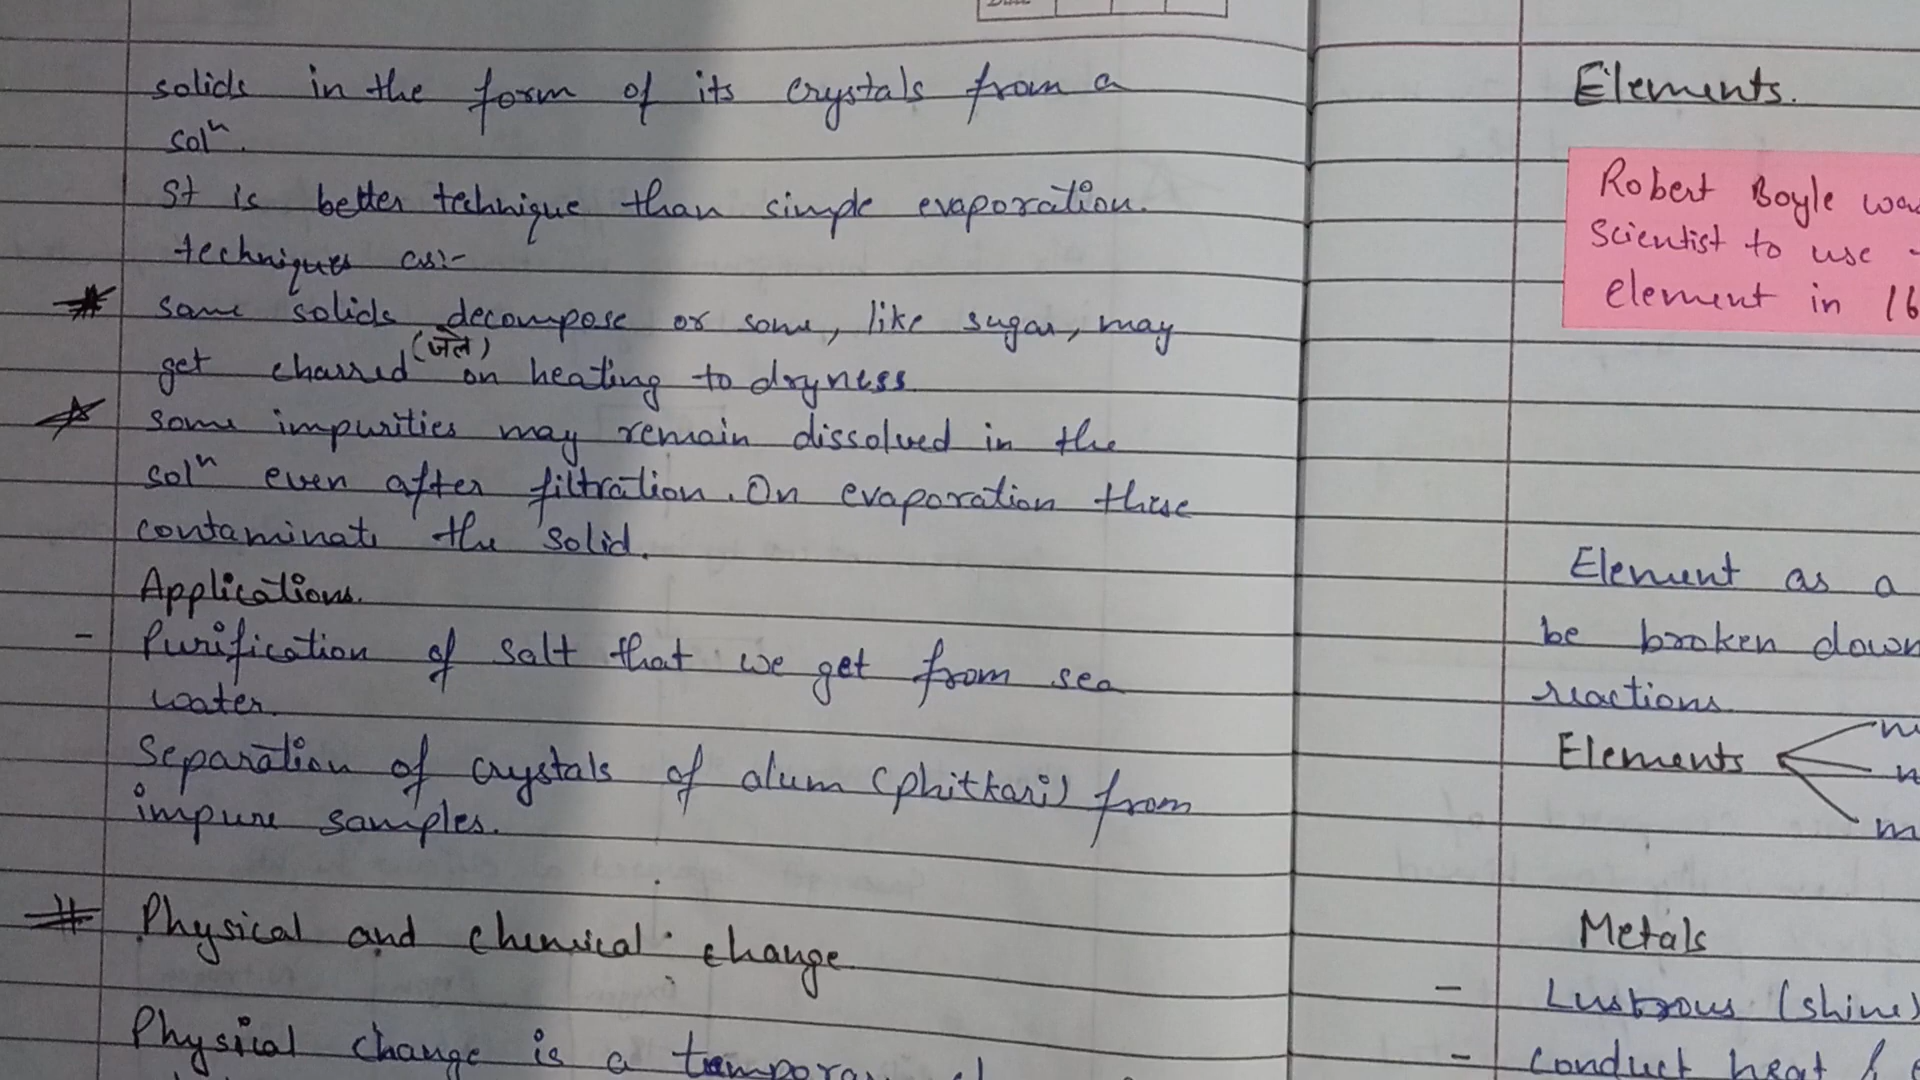 solids in the form of its crystals from a
solⁿ.
It is better technique than simple evaporation.
techniques as:-
some solids decompose or some, like sugar, may
get charred (जले) on heating to dryness
some impurities may remain dissolved in the
solⁿ even after filtration. On evaporation these
contaminate the solid.
Applications.
- Purification of salt that we get from sea
water.
Separation of crystals of alum (phitkari) from
impure samples.
# Physical and chemical change
Physical change is a
Elements.
Robert Boyle
scientist to use
element in 16
Element as a
be broken down
reactions
Elements
Metals
- Lustrous (shine)
- conduct heat &